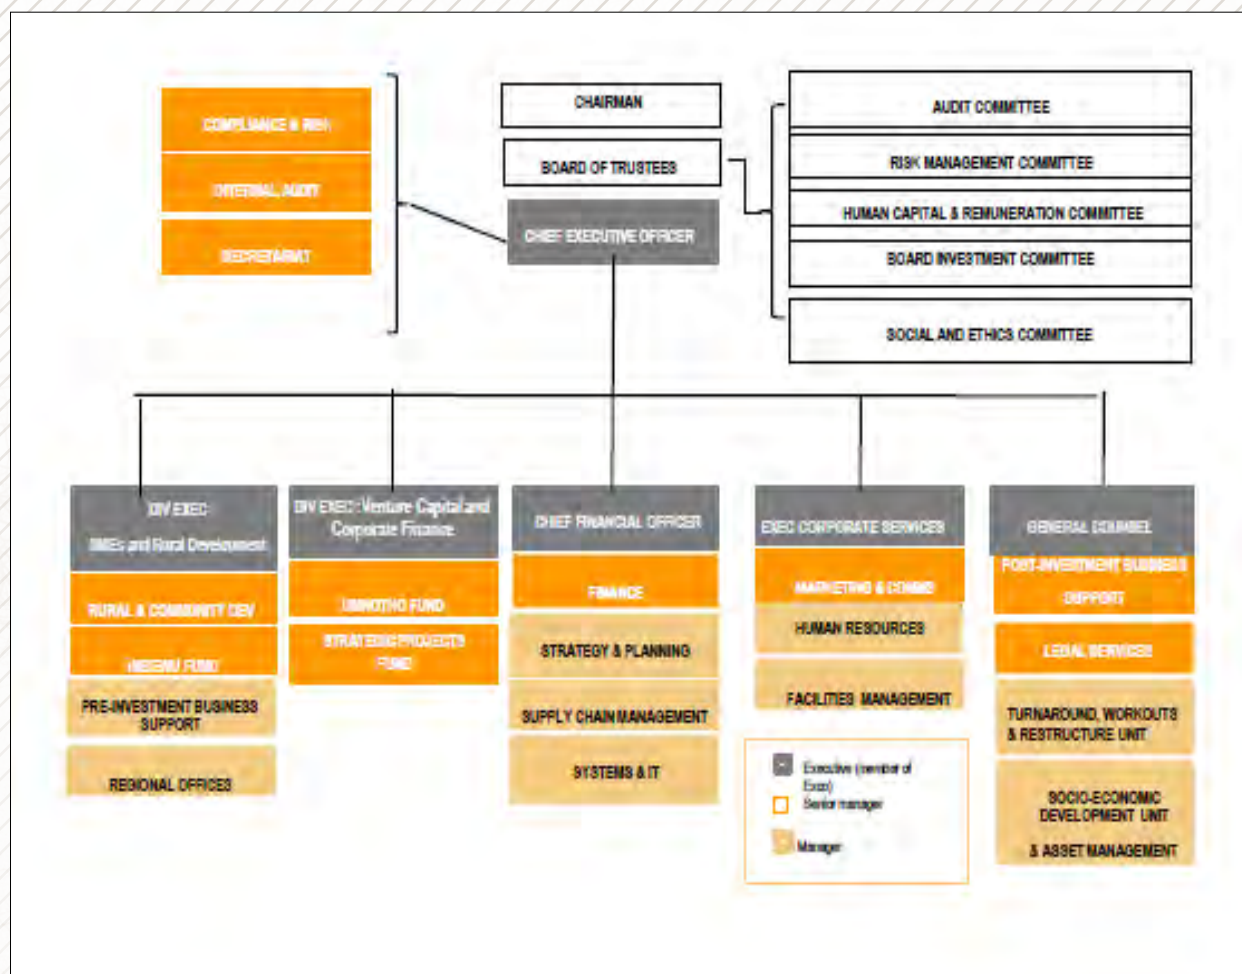 CHAIRMAN
BOARD OF TRUSTEES
CHIEF EXECUTIVE OFFICER
COMPLIANCE & RISK
INTERNAL AUDIT
SECRETARIAT
AUDIT COMMITTEE
RISK MANAGEMENT COMMITTEE
HUMAN CAPITAL & REMUNERATION COMMITTEE
BOARD INVESTMENT COMMITTEE
SOCIAL AND ETHICS COMMITTEE
DIV EXEC:
SMEs and Rural Development
RURAL & COMMUNITY DEV
FUND
PRE-INVESTMENT BUSINESS
SUPPORT
REGIONAL OFFICES
DIV EXEC: Venture Capital and
Corporate Finance
UMNOTHO FUND
STRATEGIC PROJECTS
FUND
CHIEF FINANCIAL OFFICER
FINANCE
STRATEGY & PLANNING
SUPPLY CHAIN MANAGEMENT
SYSTEMS & IT
EXEC CORPORATE SERVICES
MARKETING & COMMS
HUMAN RESOURCES
FACILITIES MANAGEMENT
Executive (member of
Exco)
Senior manager
Manager
GENERAL COUNSEL
POST-INVESTMENT BUSINESS
SUPPORT
LEGAL SERVICES
TURNAROUND, WORKOUTS
& RESTRUCTURE UNIT
SOCIO-ECONOMIC
DEVELOPMENT UNIT
& ASSET MANAGEMENT